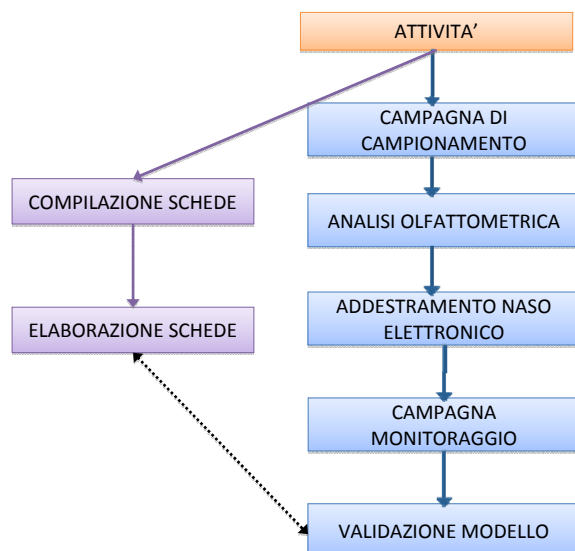 ATTIVITA’
CAMPAGNA DI
CAMPIONAMENTO
COMPILAZIONE SCHEDE
ANALISI OLFATTOMETRICA
ELABORAZIONE SCHEDE
ADDESTRAMENTO NASO
ELETTRONICO
CAMPAGNA
MONITORAGGIO
VALIDAZIONE MODELLO